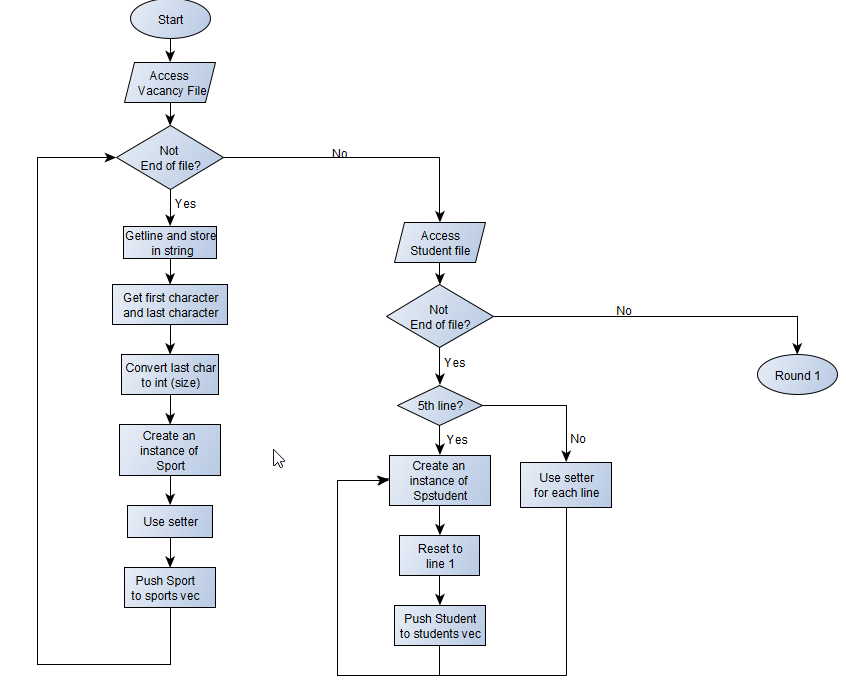 Start
Access
Vacancy File
Not
End of file?
No
Yes
Getline and store
in string
Get first character
and last character
Convert last char
to int (size)
Create an
instance of
Sport
Use setter
Push Sport
to sports vec
Access
Student file
Not
End of file?
No
Round 1
Yes
5th line?
Yes
No
Create an
instance of
Spstudent
Use setter
for each line
Reset to
line 1
Push Student
to students vec